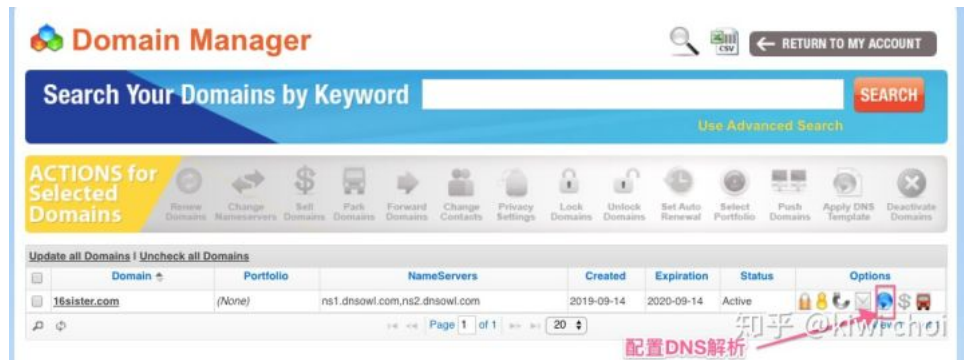 Domain Manager
CSV
RETURN TO MY ACCOUNT
Search Your Domains by Keyword
SEARCH
Use Advanced Search
ACTIONS for Selected Domains
Renew Domains
Change Nameservers
Sell Domains
Park Domains
Forward Domains
Change Contacts
Privacy Settings
Lock Domains
Unlock Domains
Set Auto Renewal
Select Portfolio
Push Domains
Apply DNS Template
Deactivate Domains
Update all Domains I Uncheck all Domains
Domain Portfolio NameServers Created Expiration Status Options
16sister.com (None) ns1.dnsowl.com,ns2.dnsowl.com 2019-09-14 2020-09-14 Active
Page 1 of 1 20
配置DNS解析
知乎 @kiwi choi